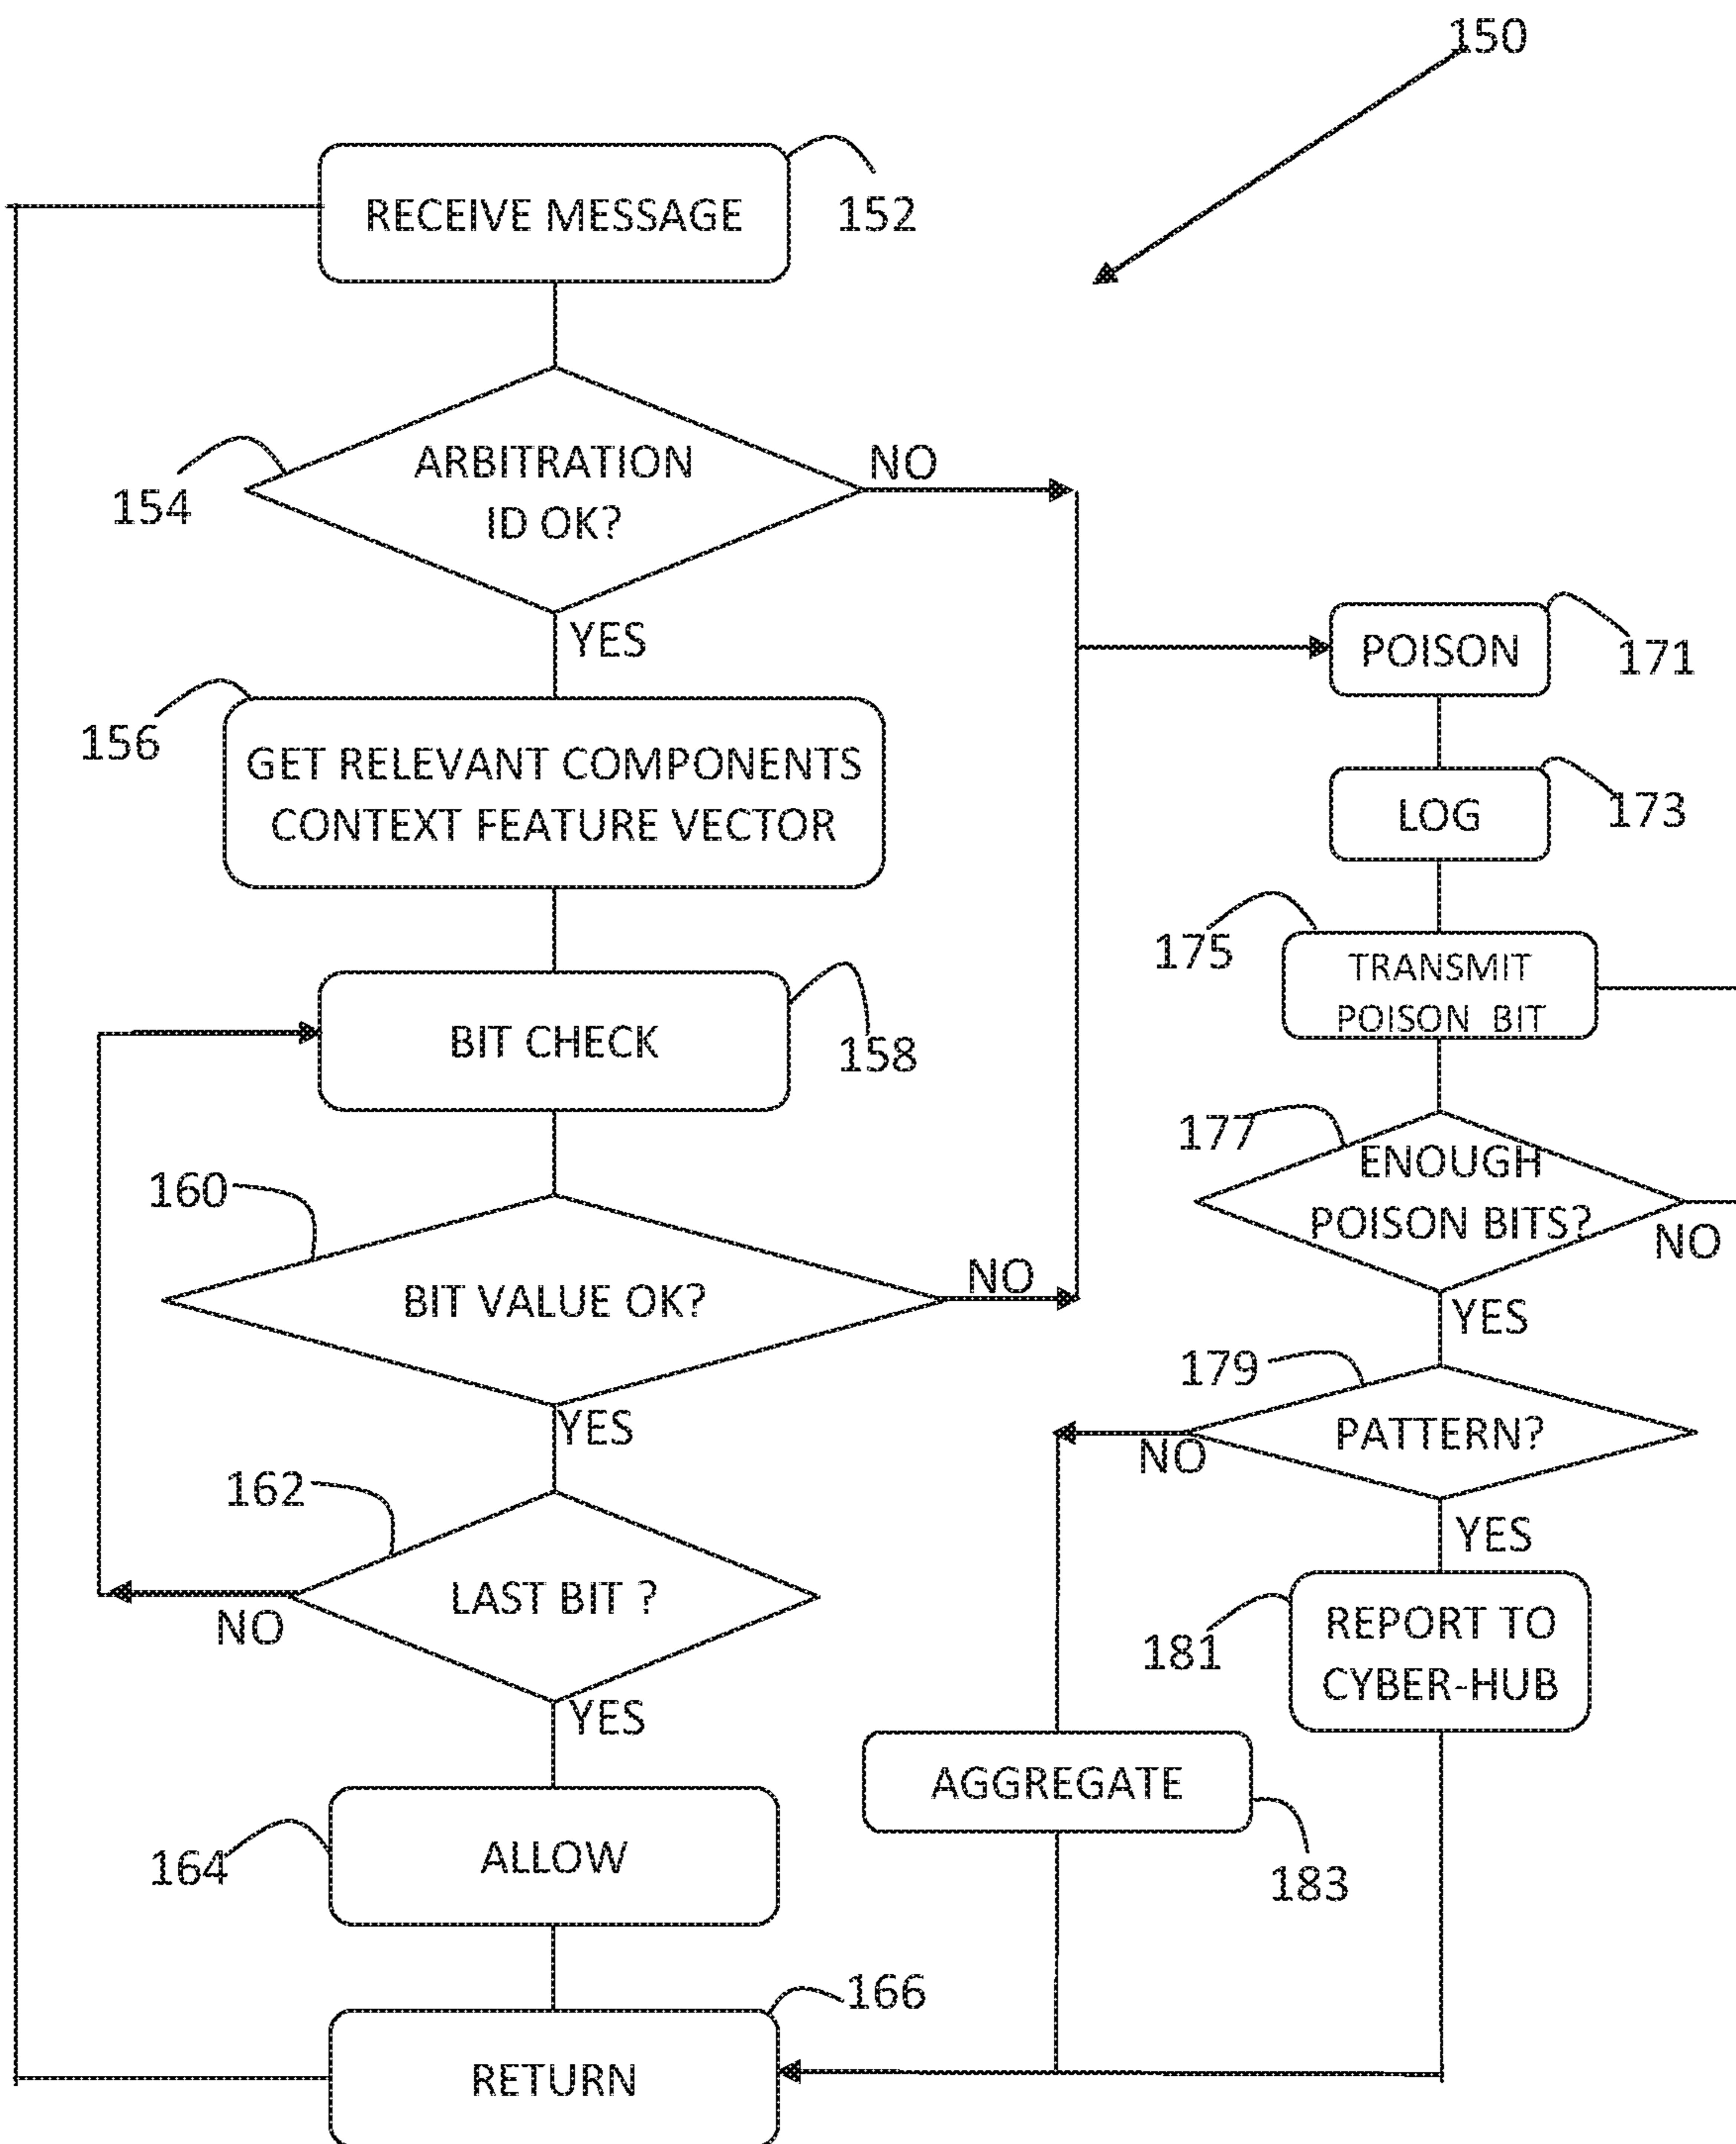 150
RECEIVE MESSAGE
152
ARBITRATION
ID OK?
154
NO
YES
156
GET RELEVANT COMPONENTS
CONTEXT FEATURE VECTOR
BIT CHECK
158
160
BIT VALUE OK?
NO
YES
162
LAST BIT ?
NO
YES
164
ALLOW
166
RETURN
POISON
171
LOG
173
175
TRANSMIT
POISON BIT
177
ENOUGH
POISON BITS?
NO
YES
179
PATTERN?
NO
YES
181
REPORT TO
CYBER-HUB
AGGREGATE
183